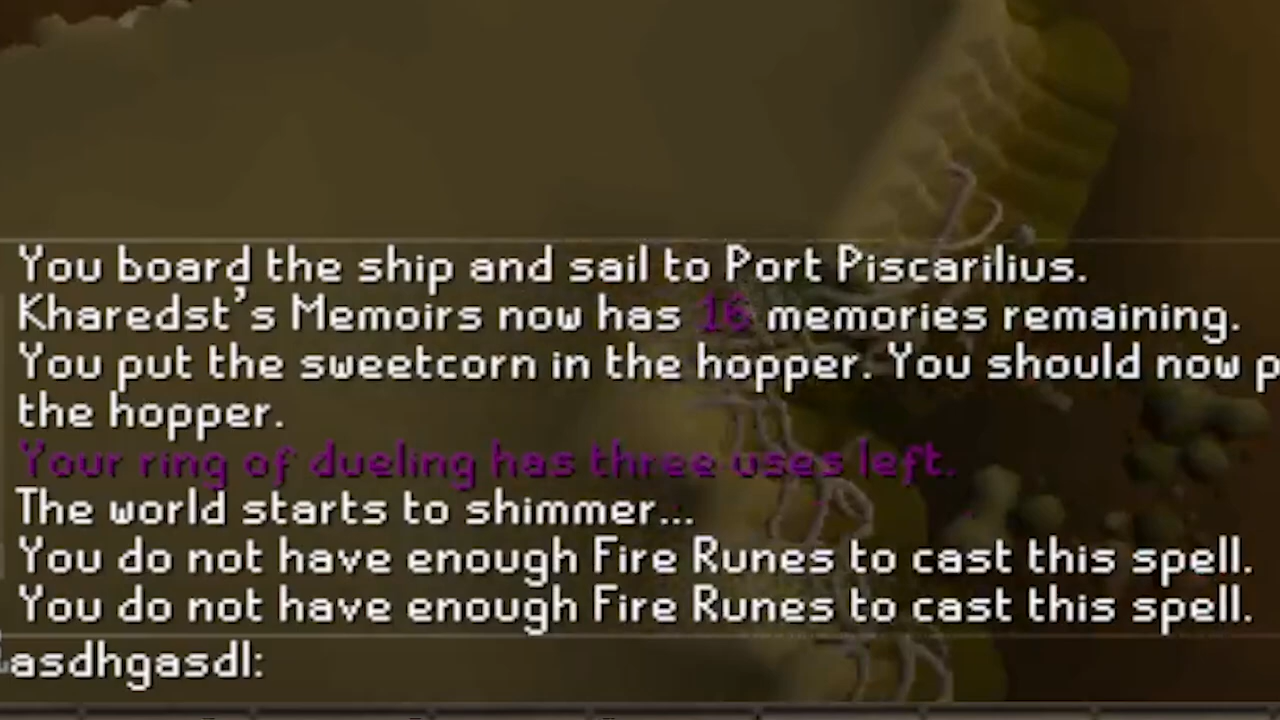 You board the ship and sail to Port Piscarilius.
Kharedst's Memoirs now has 16 memories remaining.
You put the sweetcorn in the hopper. You should now p
the hopper.
Your ring of dueling has three uses left.
The world starts to shimmer...
You do not have enough Fire Runes to cast this spell.
You do not have enough Fire Runes to cast this spell.
asdhgasdl: